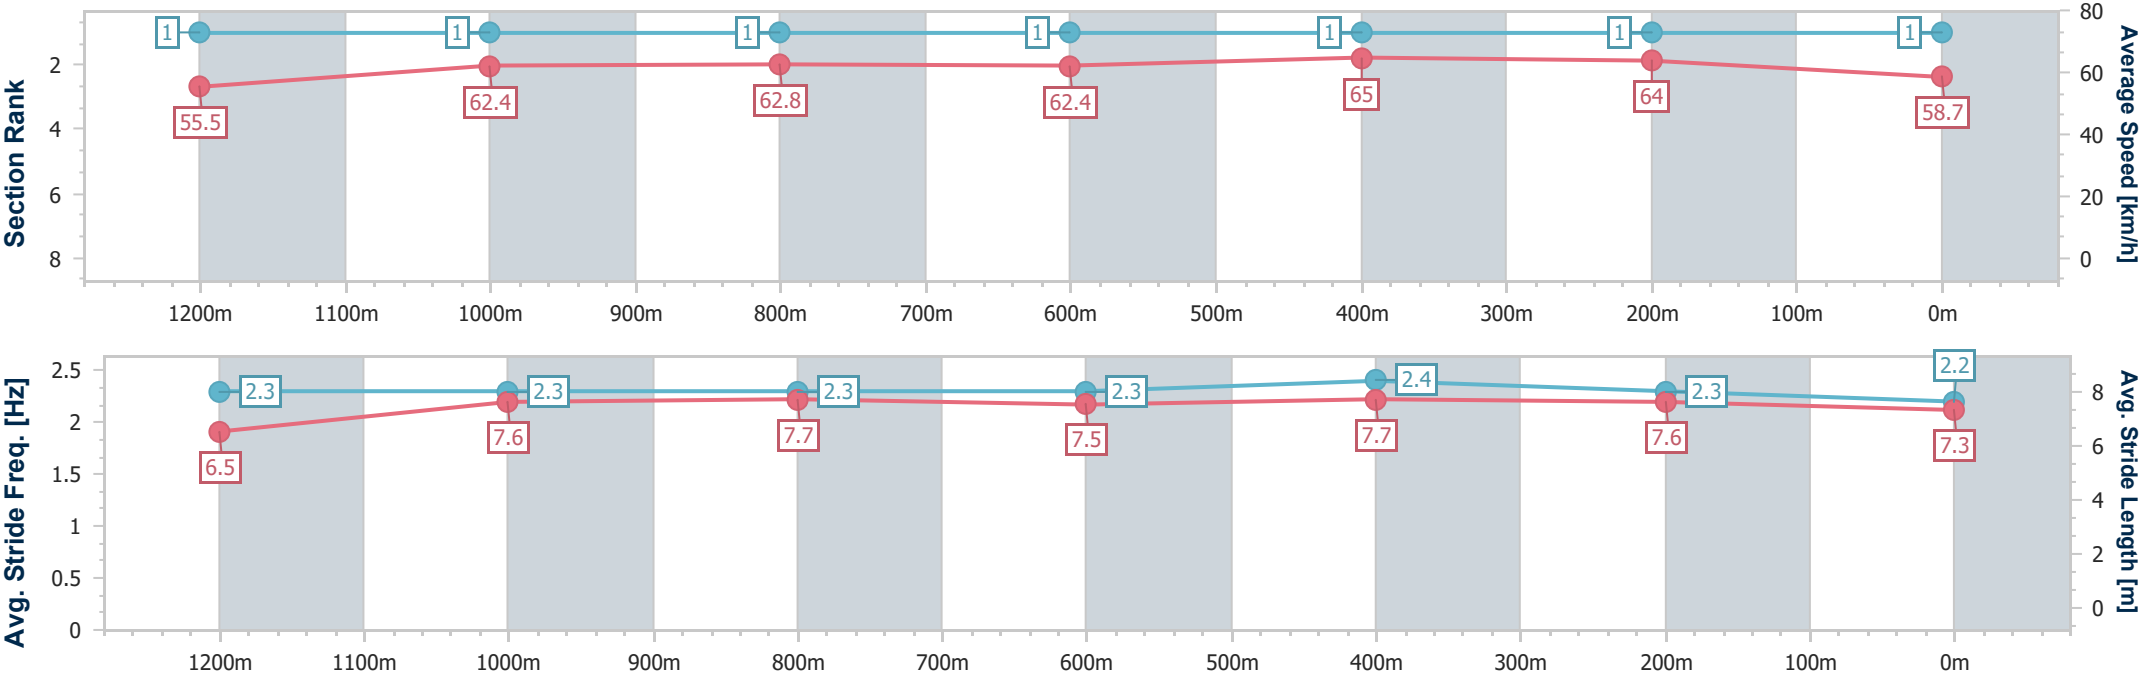 Section Rank
2
4
6
8
1
1
1
1
1
1
1
55.5
62.4
62.8
62.4
65
64
58.7
80
60
40
20
0
Average Speed [km/h]
1200m
1100m
1000m
900m
800m
700m
600m
500m
400m
300m
200m
100m
0m
Avg. Stride Freq. [Hz]
2.5
2
1.5
1
0.5
0
2.3
2.3
2.3
2.3
2.4
2.3
2.2
6.5
7.6
7.7
7.5
7.7
7.6
7.3
8
6
4
2
0
Avg. Stride Length [m]
1200m
1100m
1000m
900m
800m
700m
600m
500m
400m
300m
200m
100m
0m